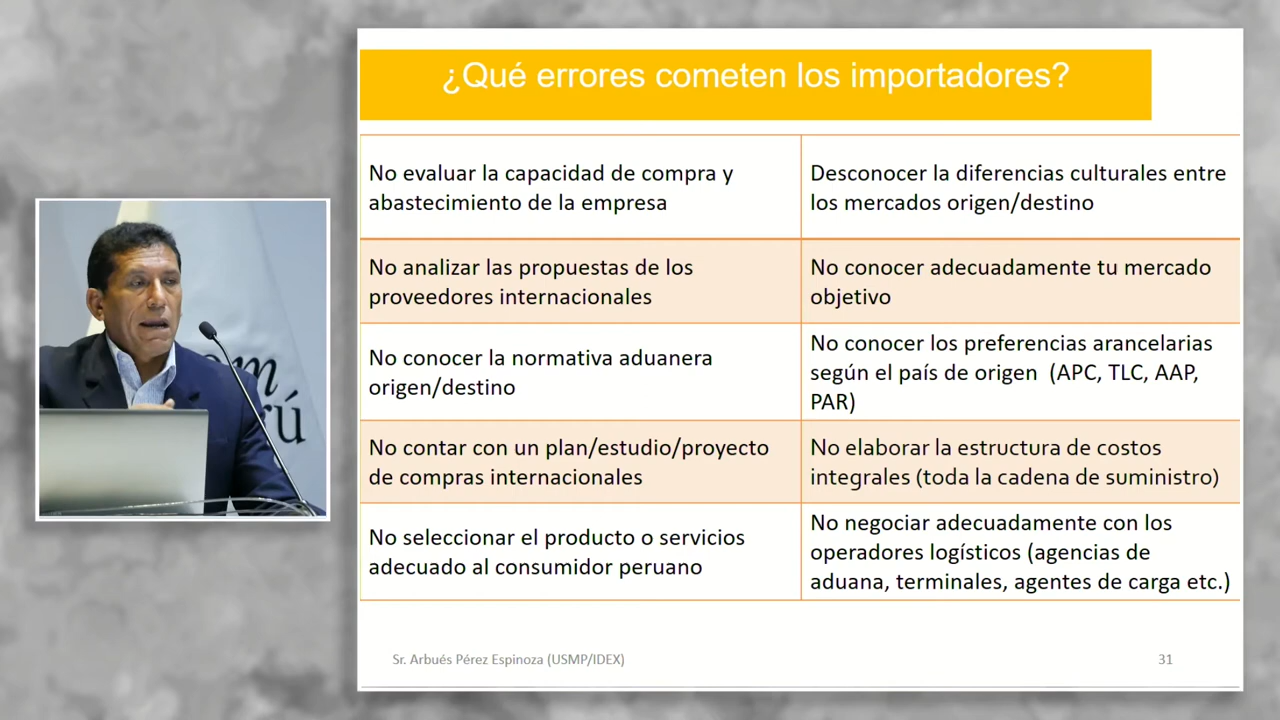 ¿Qué errores cometen los importadores?
No evaluar la capacidad de compra y
abastecimiento de la empresa
Desconocer la diferencias culturales entre
los mercados origen/destino
No analizar las propuestas de los
proveedores internacionales
No conocer adecuadamente tu mercado
objetivo
No conocer la normativa aduanera
origen/destino
No conocer los preferencias arancelarias
según el país de origen (APC, TLC, AAP,
PAR)
No contar con un plan/estudio/proyecto
de compras internacionales
No elaborar la estructura de costos
integrales (toda la cadena de suministro)
No seleccionar el producto o servicios
adecuado al consumidor peruano
No negociar adecuadamente con los
operadores logísticos (agencias de
aduana, terminales, agentes de carga etc.)
Sr. Arbués Pérez Espinoza (USMP/IDEX)
31